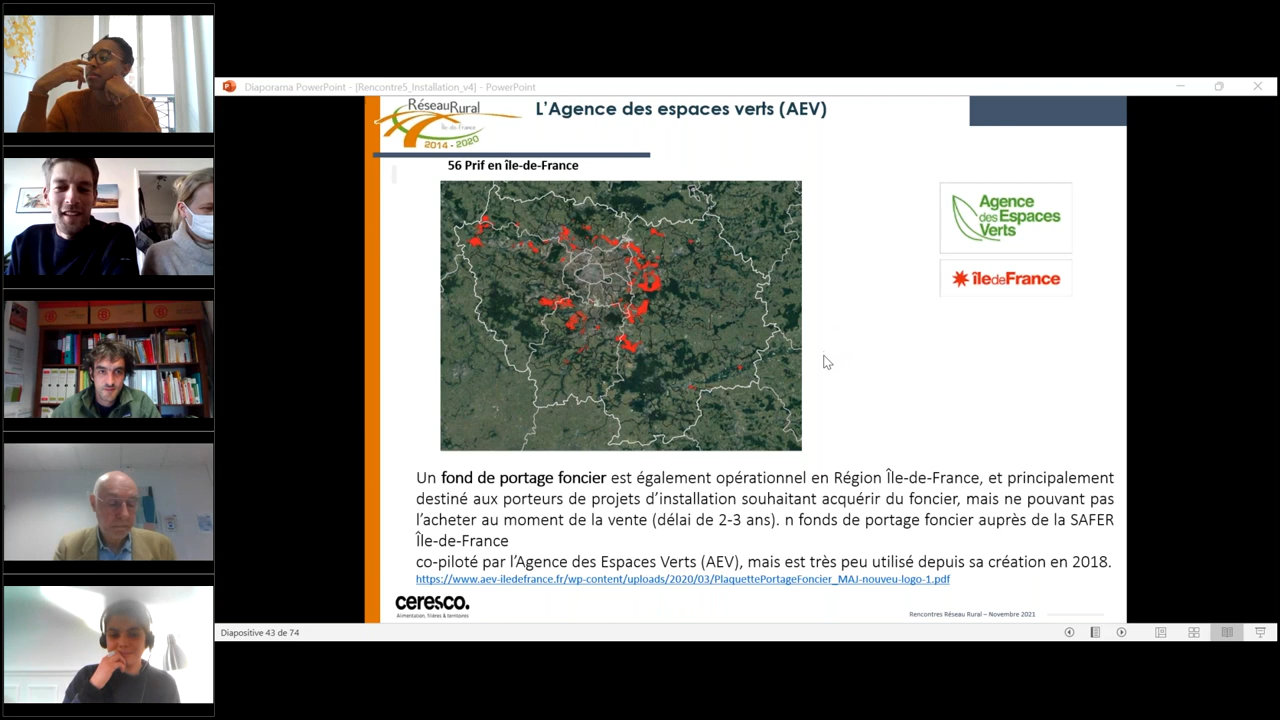 Diaporama PowerPoint - [Rencontre5_Installation_v4] - PowerPoint
RéseauRural
île de France
2014 - 2020
L'Agence des espaces verts (AEV)
56 Prif en île-de-France
Agence
des Espaces
Verts
îledeFrance
Un fond de portage foncier est également opérationnel en Région Île-de-France, et principalement
destiné aux porteurs de projets d'installation souhaitant acquérir du foncier, mais ne pouvant pas
l'acheter au moment de la vente (délai de 2-3 ans). n fonds de portage foncier auprès de la SAFER
Île-de-France
co-piloté par l'Agence des Espaces Verts (AEV), mais est très peu utilisé depuis sa création en 2018.
https://www.aev-iledefrance.fr/wp-content/uploads/2020/03/PlaquettePortageFoncier_MAJ-nouveu-logo-1.pdf
ceresco.
Alimentation, filières & territoires
Rencontres Réseau Rural – Novembre 2021
Diapositive 43 de 74